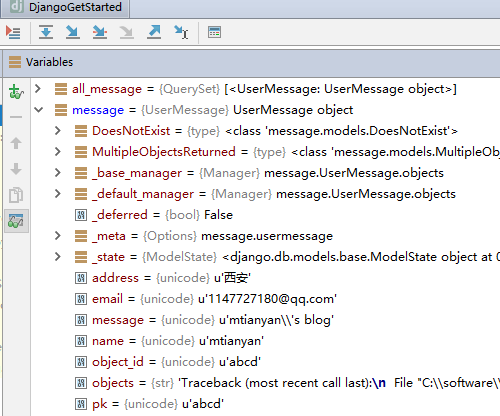 DjangoGetStarted
Variables
all_message = {QuerySet} [<UserMessage: UserMessage object>]
message = {UserMessage} UserMessage object
DoesNotExist = {type} <class 'message.models.DoesNotExist'>
MultipleObjectsReturned = {type} <class 'message.models.MultipleObj
_base_manager = {Manager} message.UserMessage.objects
_default_manager = {Manager} message.UserMessage.objects
_deferred = {bool} False
_meta = {Options} message.usermessage
_state = {ModelState} <django.db.models.base.ModelState object at 0
address = {unicode} u'西安'
email = {unicode} u'1147727180@qq.com'
message = {unicode} u'mtianyan\\'s blog'
name = {unicode} u'mtianyan'
object_id = {unicode} u'abcd'
objects = {str} 'Traceback (most recent call last):\n  File "C:\\software\\
pk = {unicode} u'abcd'